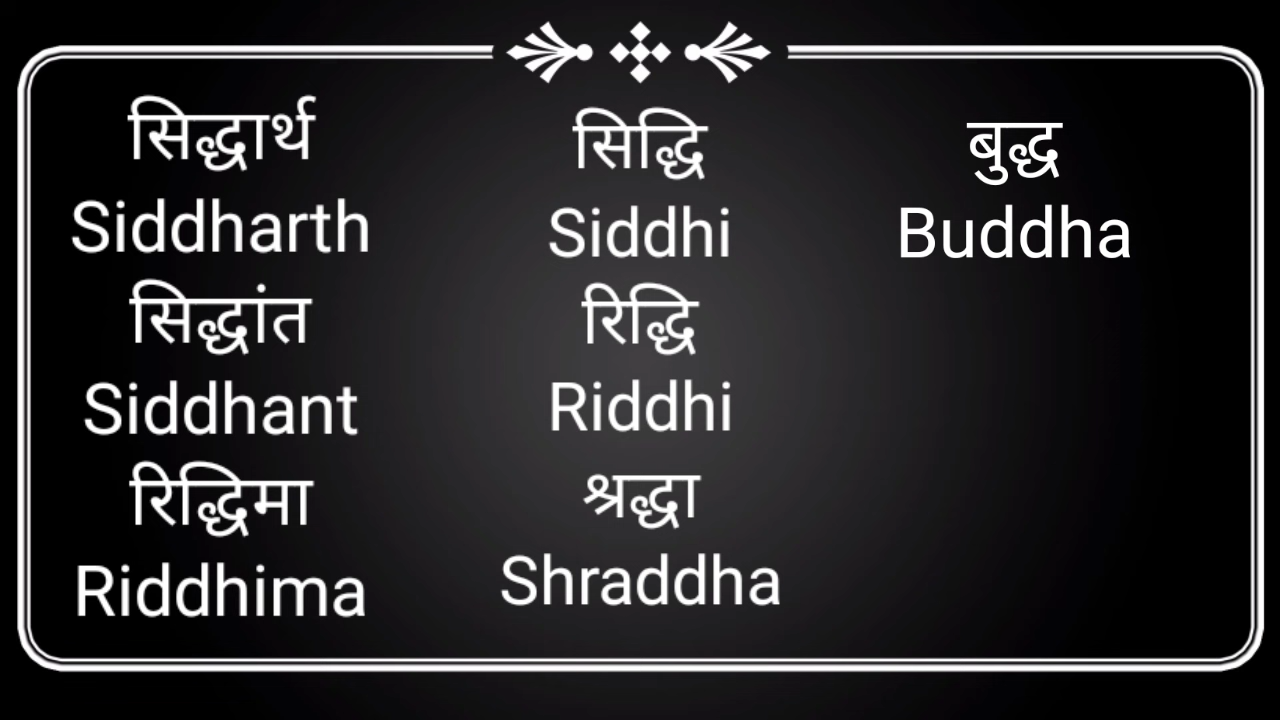 सिद्धार्थ
Siddharth
सिद्धांत
Siddhant
रिद्धिमा
Riddhima
सिद्धि
Siddhi
रिद्धि
Riddhi
श्रद्धा
Shraddha
बुद्ध
Buddha